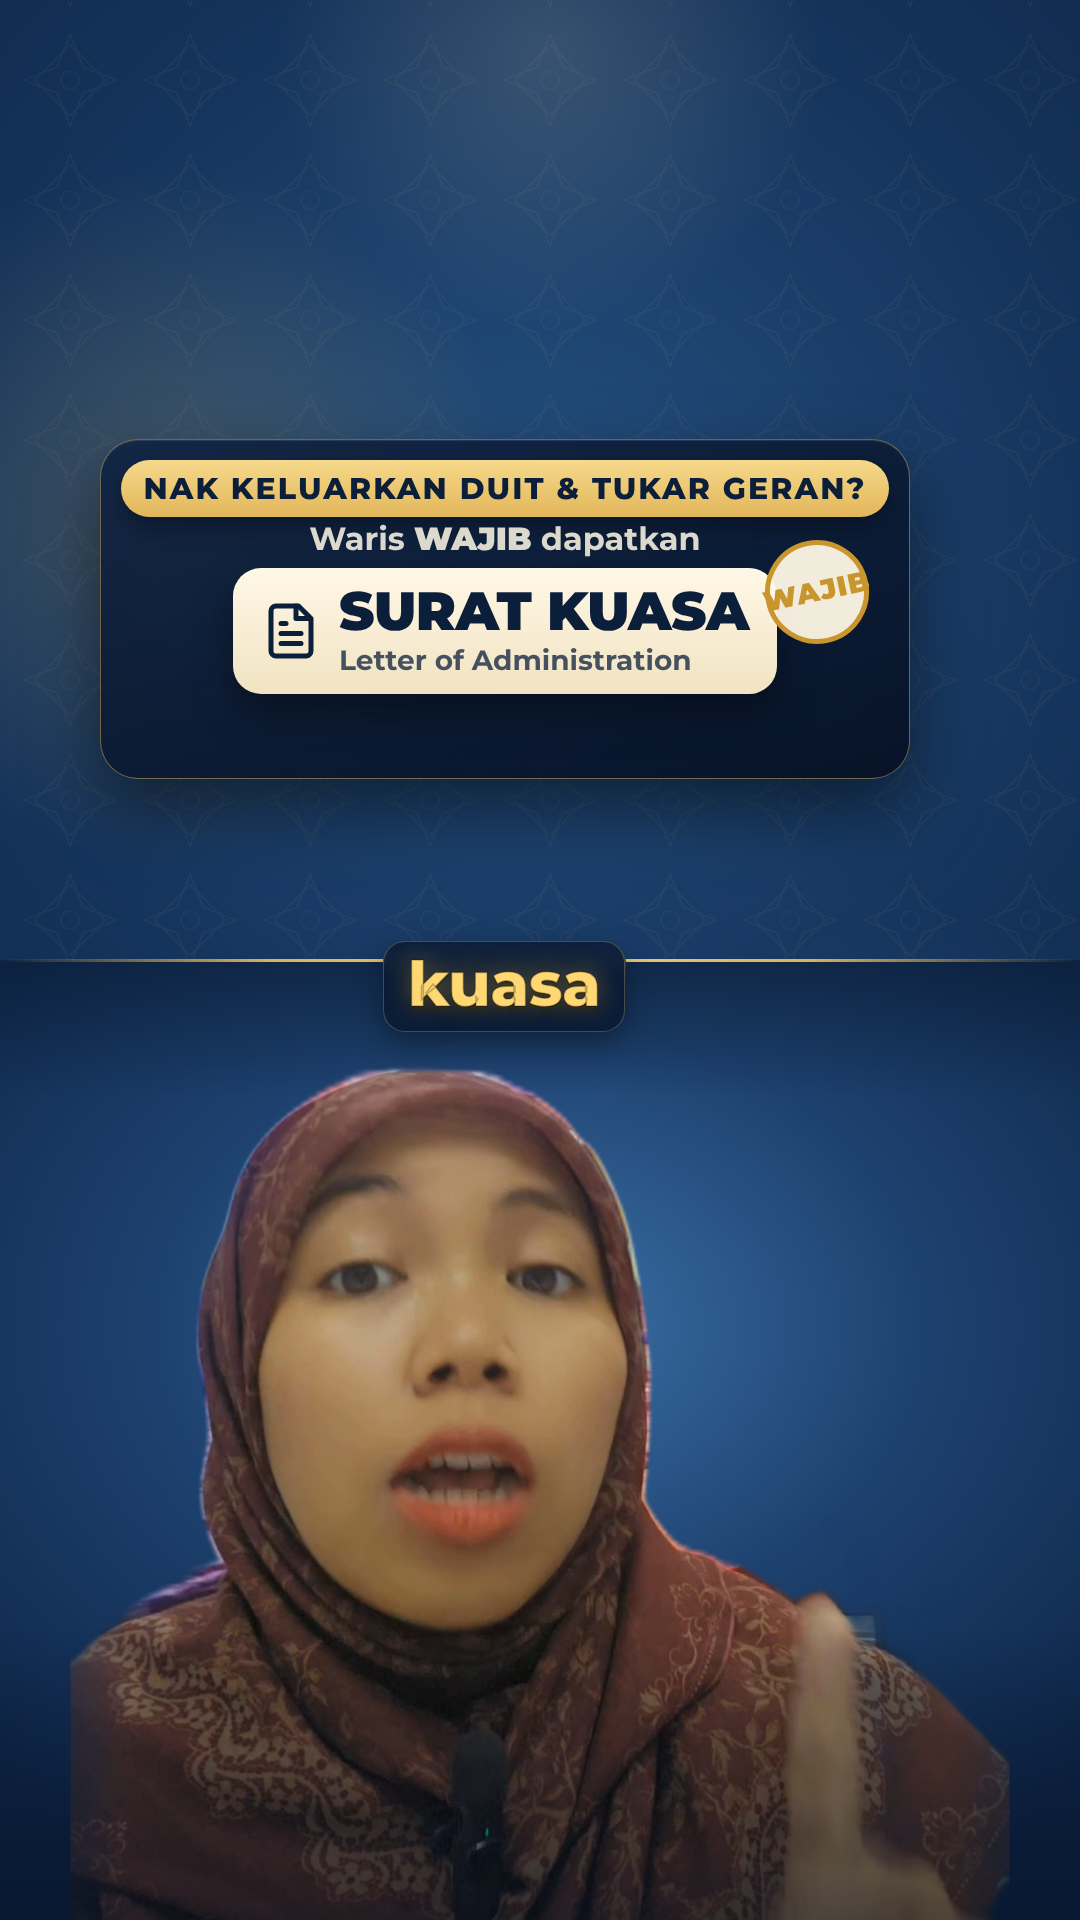 NAK KELUARKAN DUIT & TUKAR GERAN?
Waris WAJIB dapatkan
SURAT KUASA
WAJIB
Letter of Administration
kuasa